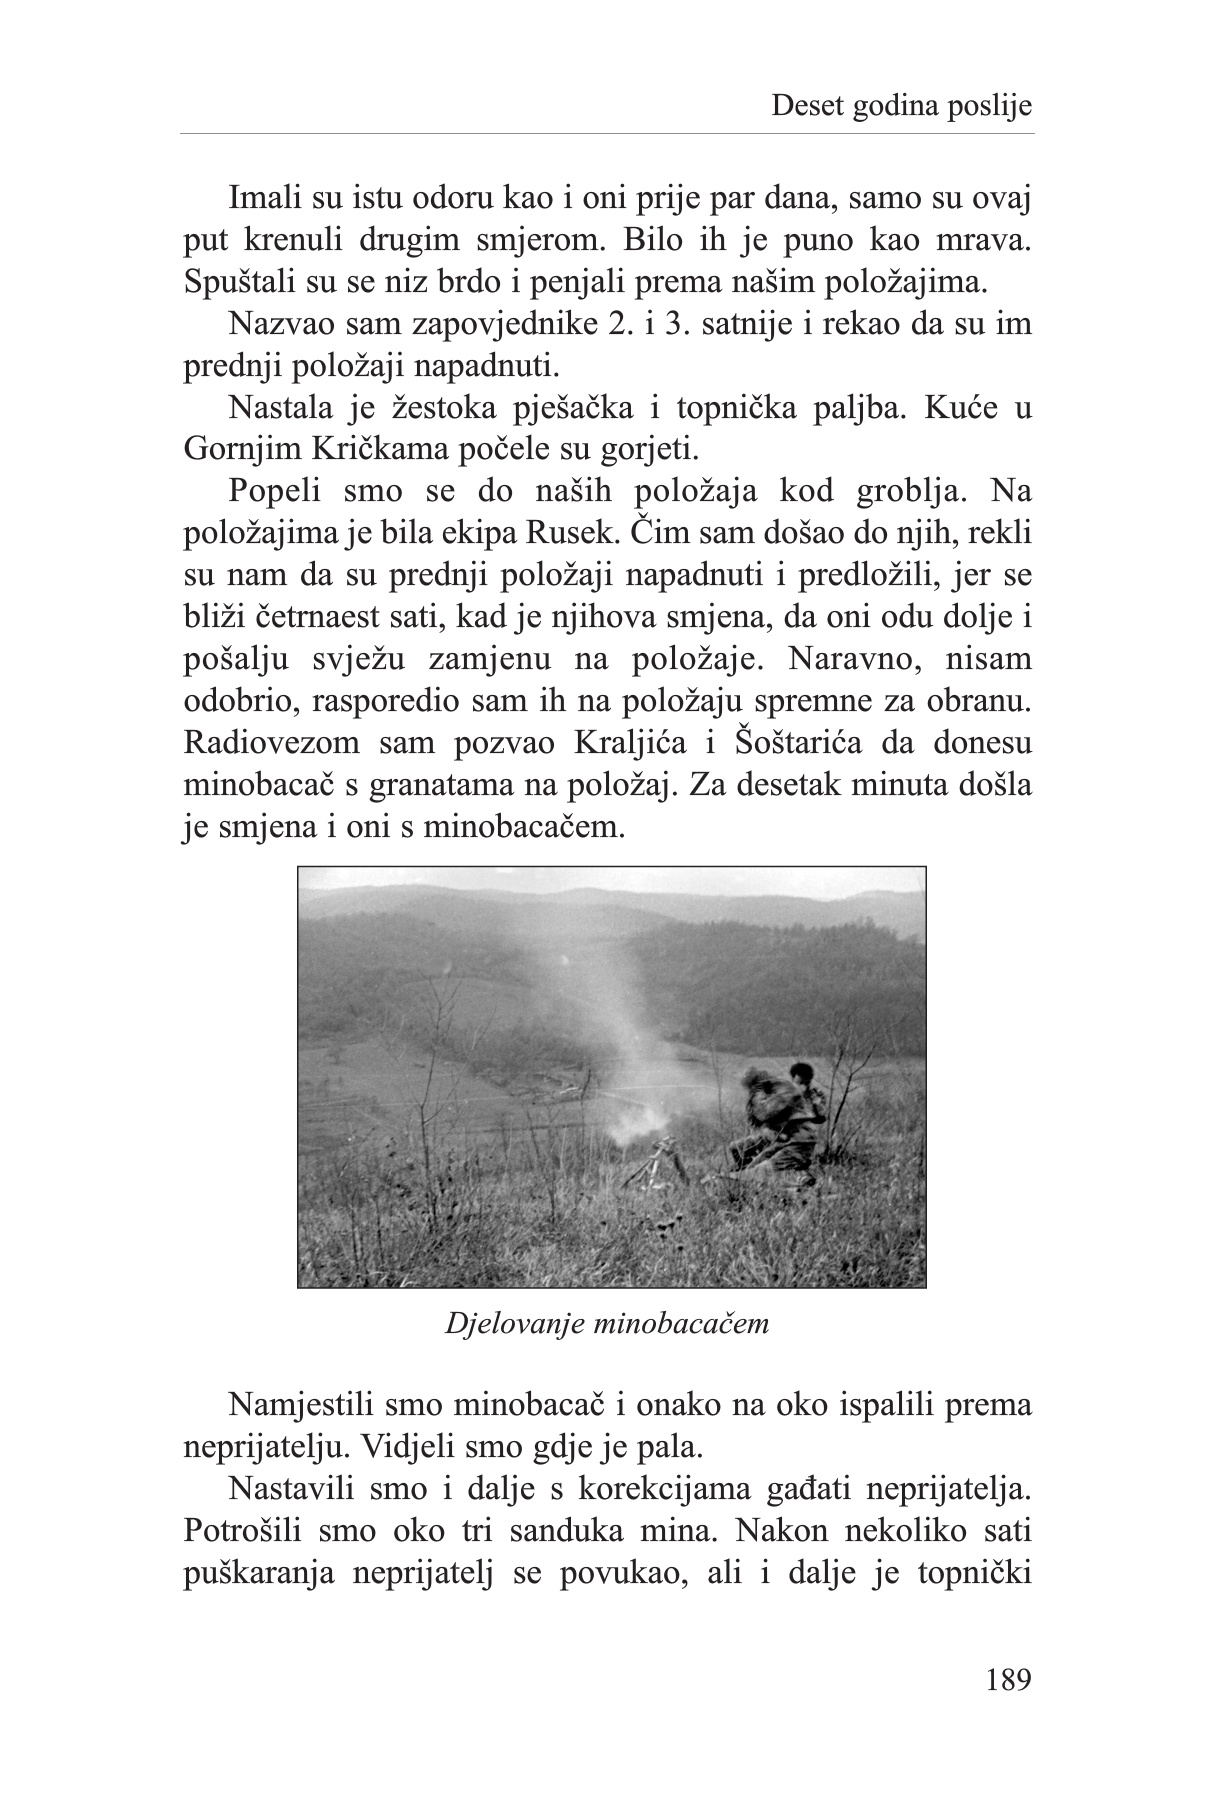 Deset godina poslije
Imali su istu odoru kao i oni prije par dana, samo su ovaj
put krenuli drugim smjerom. Bilo ih je puno kao mrava.
Spuštali su se niz brdo i penjali prema našim položajima.
Nazvao sam zapovjednike 2. i 3. satnije i rekao da su im
prednji položaji napadnuti.
Nastala je žestoka pješačka i topnička paljba. Kuće u
Gornjim Kričkama počele su gorjeti.
Popeli smo se do naših položaja kod groblja. Na
položajima je bila ekipa Rusek. Čim sam došao do njih, rekli
su nam da su prednji položaji napadnuti i predložili, jer se
bliži četrnaest sati, kad je njihova smjena, da oni odu dolje i
pošalju svježu zamjenu na položaje. Naravno, nisam
odobrio, rasporedio sam ih na položaju spremne za obranu.
Radiovezom sam pozvao Kraljića i Šoštarića da donesu
minobacač s granatama na položaj. Za desetak minuta došla
je smjena i oni s minobacačem.
Djelovanje minobacačem
Namjestili smo minobacač i onako na oko ispalili prema
neprijatelju. Vidjeli smo gdje je pala.
Nastavili smo i dalje s korekcijama gađati neprijatelja.
Potrošili smo oko tri sanduka mina. Nakon nekoliko sati
puškaranja neprijatelj se povukao, ali i dalje je topnički
189